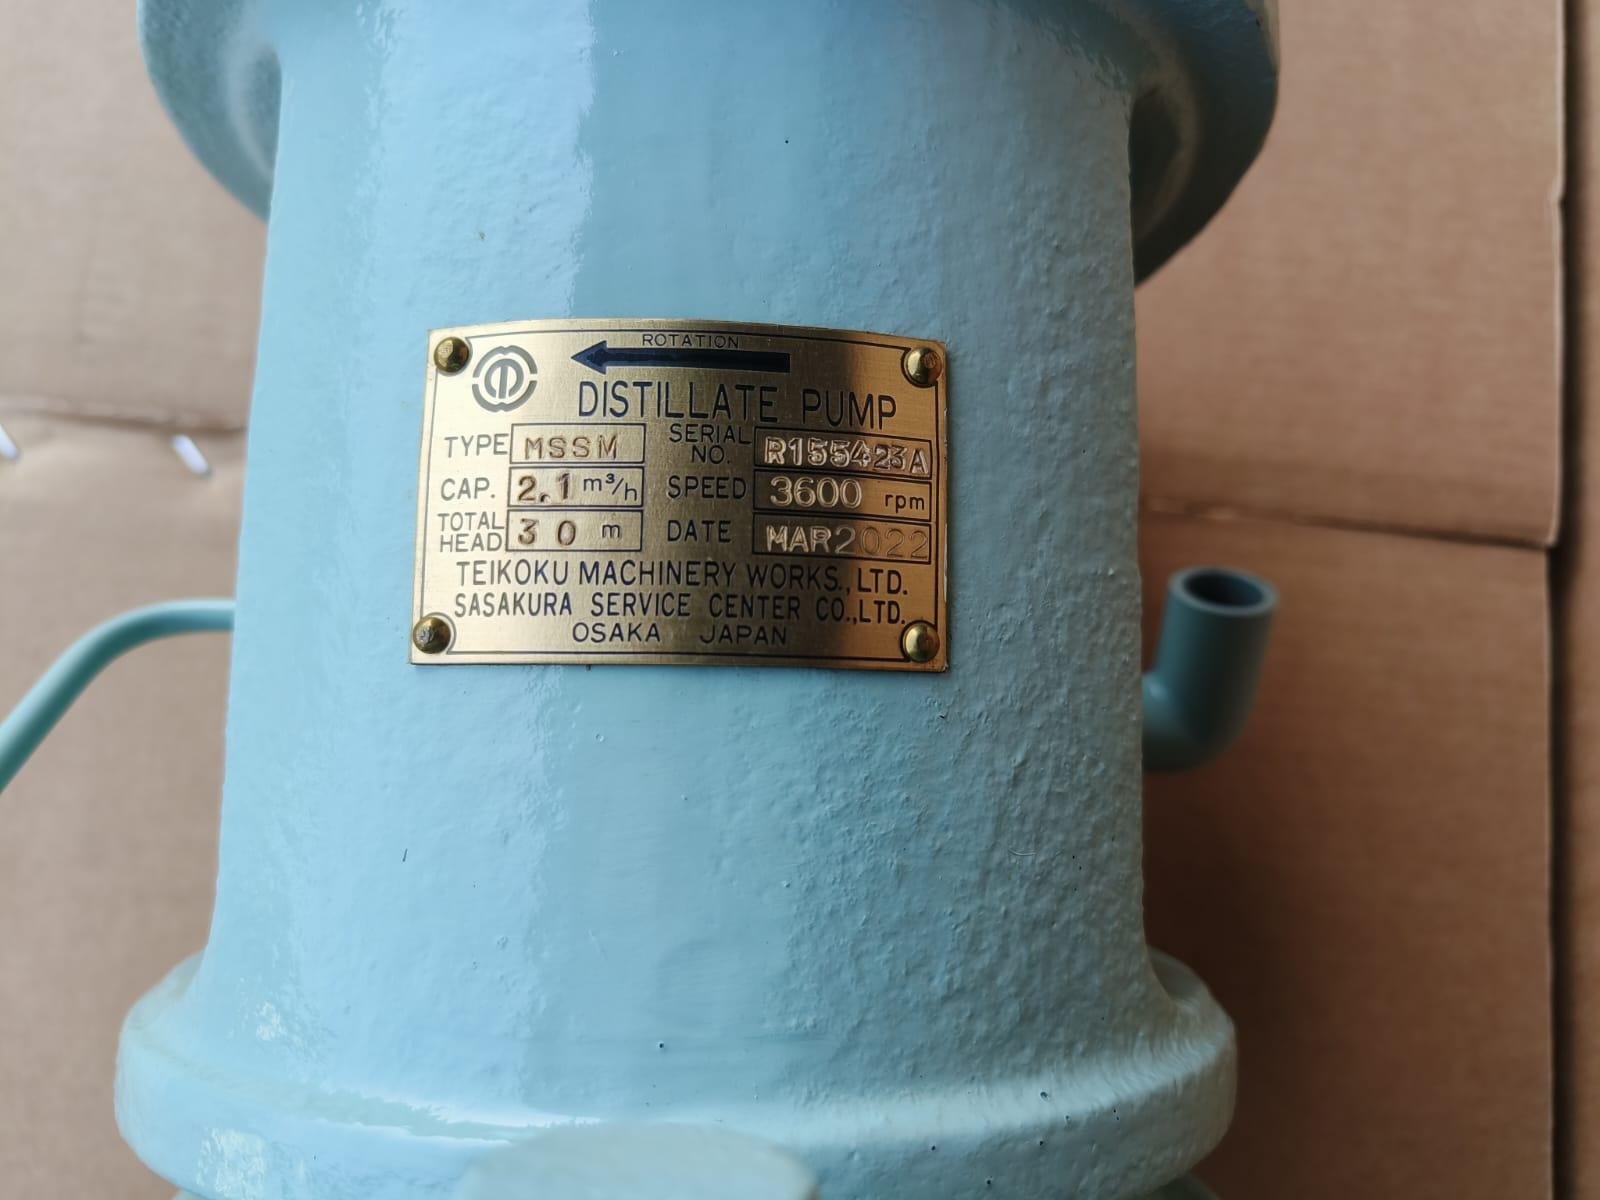 ROTATION
DISTILLATE PUMP
TYPE MSSM SERIAL NO. R155423A
CAP. 2.1 m³/h SPEED 3600 rpm
TOTAL HEAD 30 m DATE MAR2022
TEIKOKU MACHINERY WORKS.,LTD.
SASAKURA SERVICE CENTER CO.,LTD.
OSAKA JAPAN